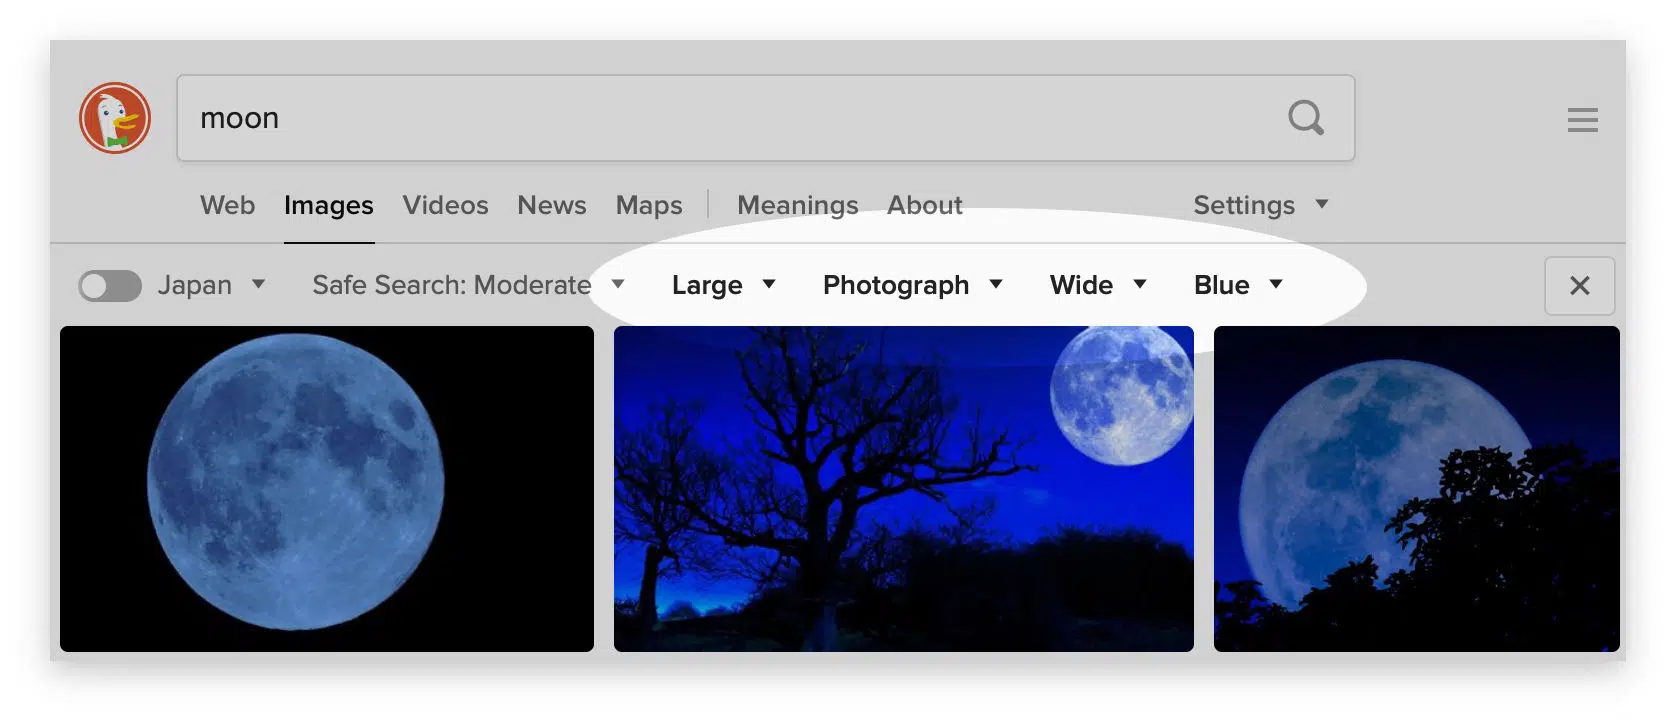 moon
Web Images Videos News Maps Meanings About Settings
Japan Safe Search: Moderate Large Photograph Wide Blue